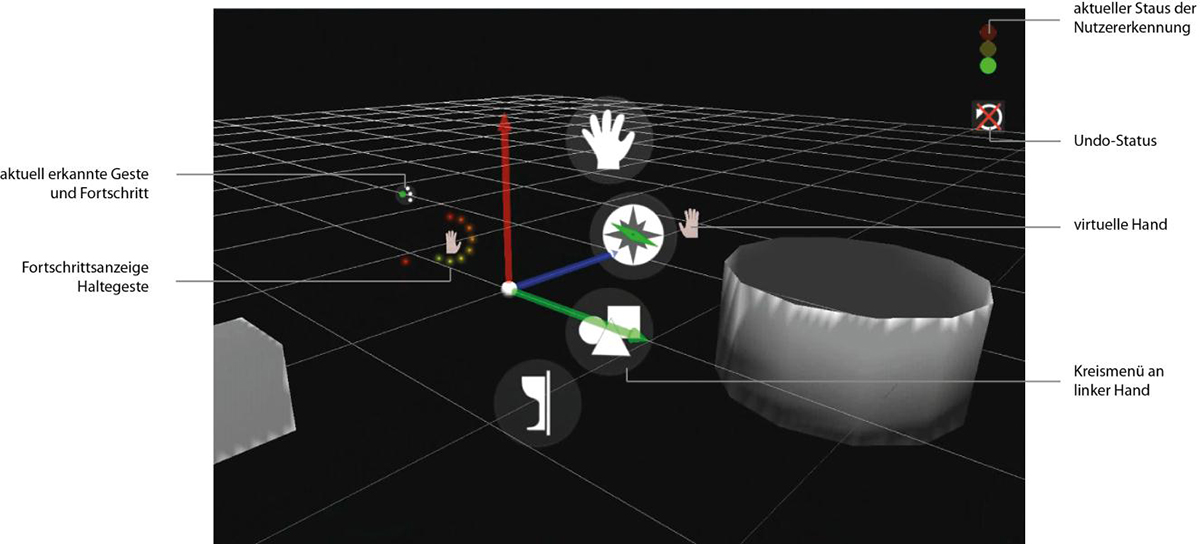 aktueller Staus der
Nutzererkennung
Undo-Status
aktuell erkannte Geste
und Fortschritt
virtuelle Hand
Fortschrittsanzeige
Haltegeste
Kreismenü an
linker Hand